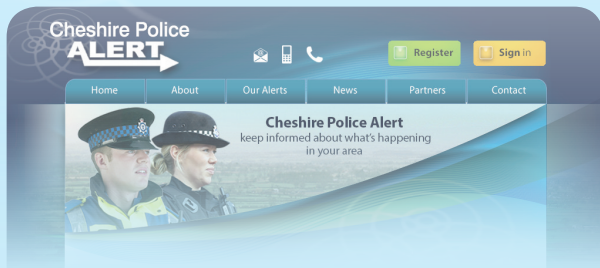 Cheshire Police
ALERT
Register
Sign in
Home
About
Our Alerts
News
Partners
Contact
Cheshire Police Alert
keep informed about what's happening
in your area